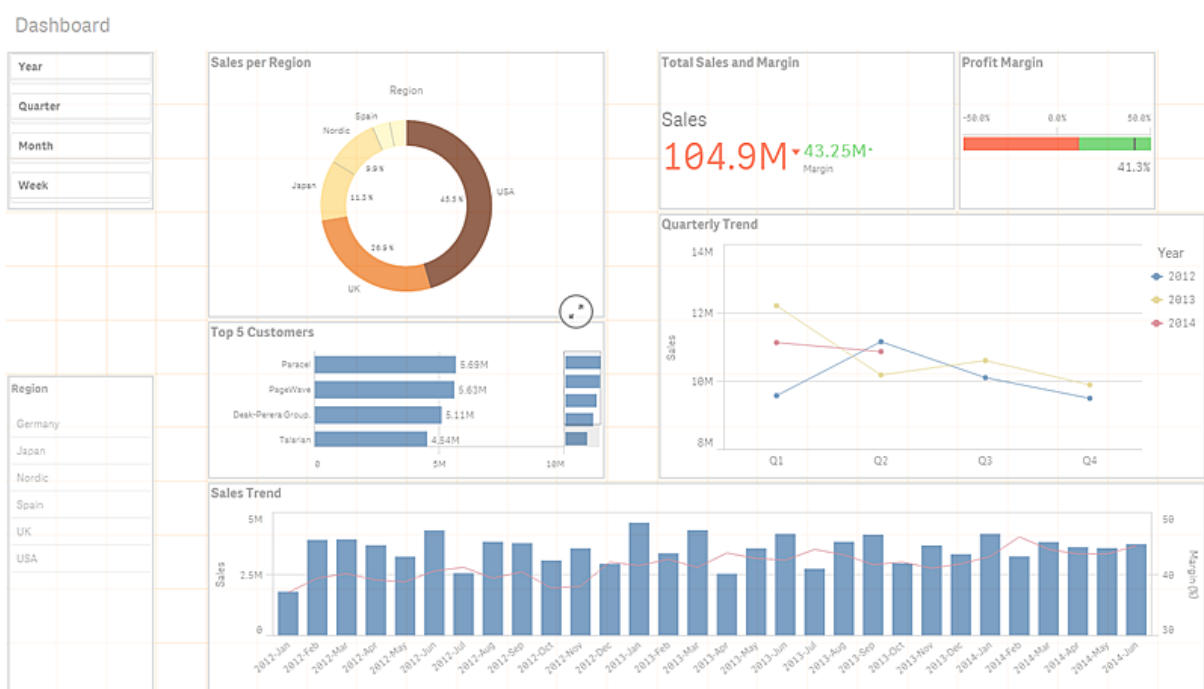 Dashboard
Year
Quarter
Month
Week
Region
Germany
Japan
Nordic
Spain
UK
USA
Sales per Region
Region
Spain
Nordic
Japan
UK
USA
9.9%
11.3%
26.9%
45.5%
Top 5 Customers
Paracel 5.69M
PageWave 5.63M
Deak-Perera Group. 5.11M
Talarian 4.54M
0 5M 10M
Total Sales and Margin
Sales
104.9M 43.25M
Margin
Profit Margin
-50.0% 0.0% 50.0%
41.3%
Quarterly Trend
14M
12M
10M
8M
Sales
Q1 Q2 Q3 Q4
Year
2012
2013
2014
Sales Trend
5M
2.5M
0
Sales
50
40
30
Margin (%)
2012-Jan 2012-Feb 2012-Mar 2012-Apr 2012-May 2012-Jun 2012-Jul 2012-Aug 2012-Sep 2012-Oct 2012-Nov 2012-Dec 2013-Jan 2013-Feb 2013-Mar 2013-Apr 2013-May 2013-Jun 2013-Jul 2013-Aug 2013-Sep 2013-Oct 2013-Nov 2013-Dec 2014-Jan 2014-Feb 2014-Mar 2014-Apr 2014-May 2014-Jun